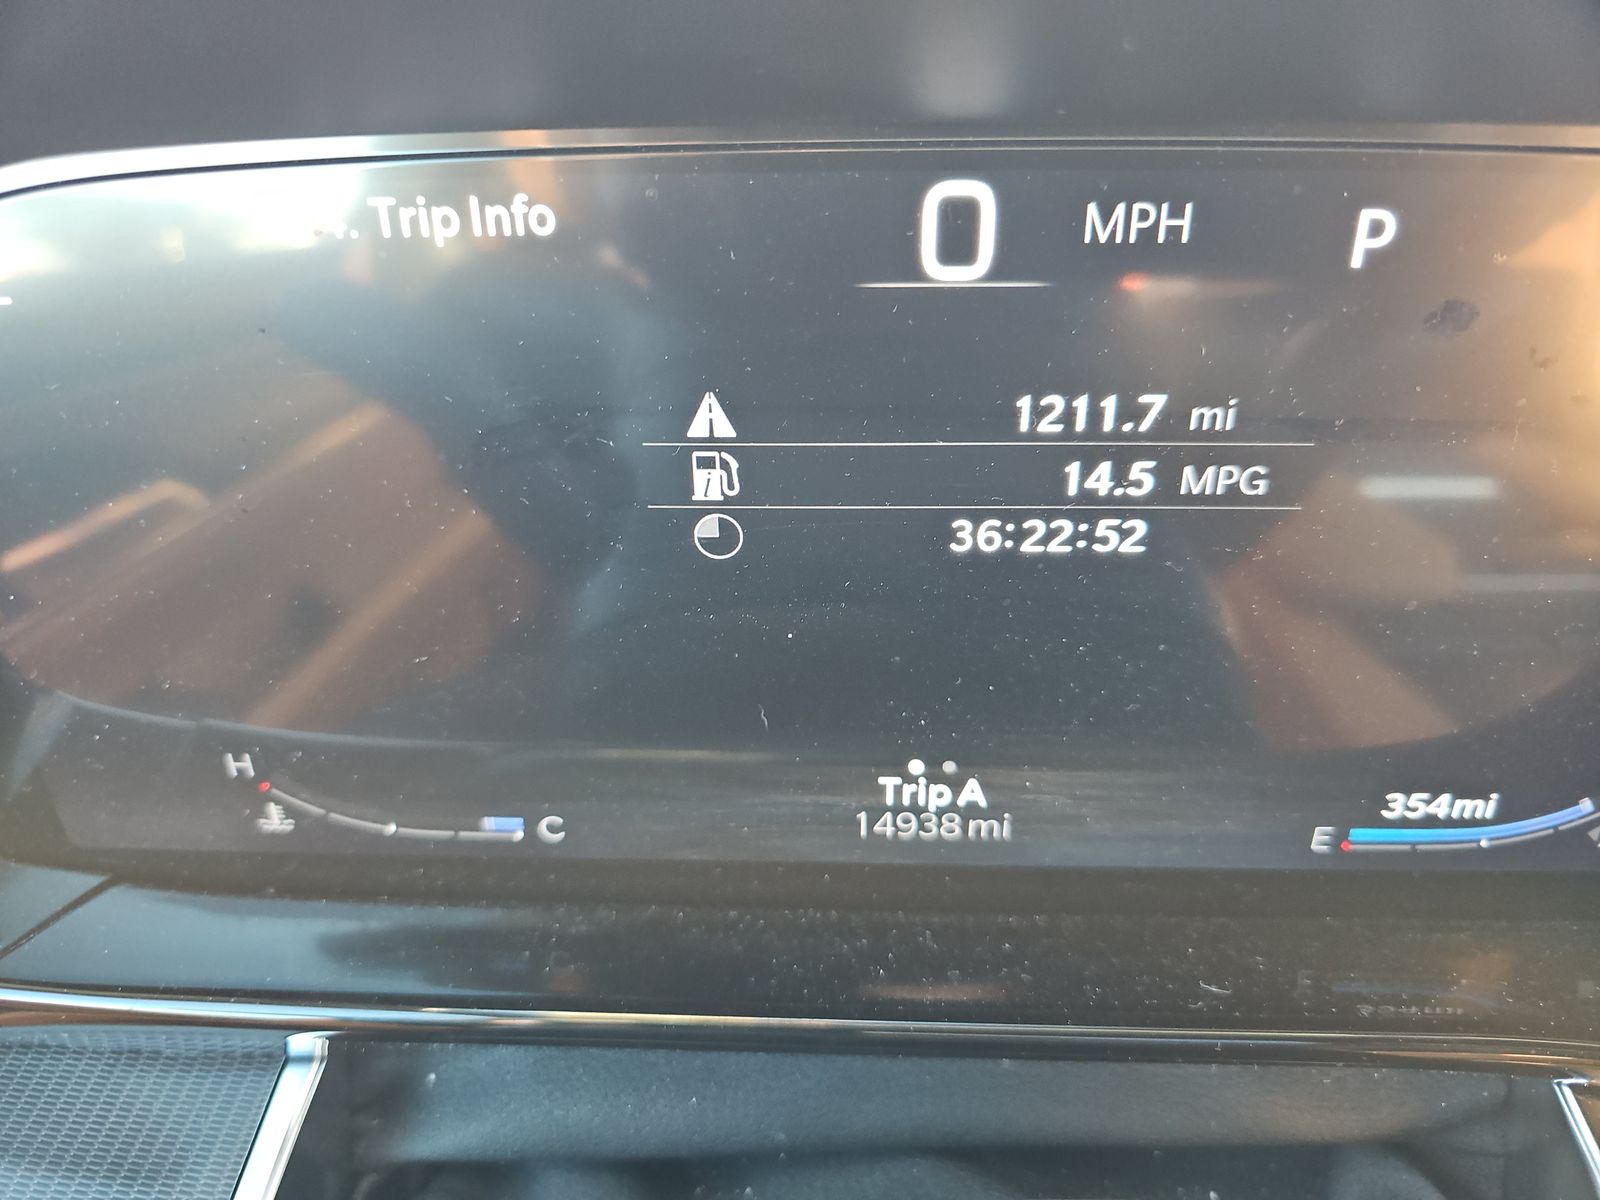 Trip Info
0 MPH P
1211.7 mi
14.5 MPG
36:22:52
H
C
Trip A
14938 mi
354mi
E